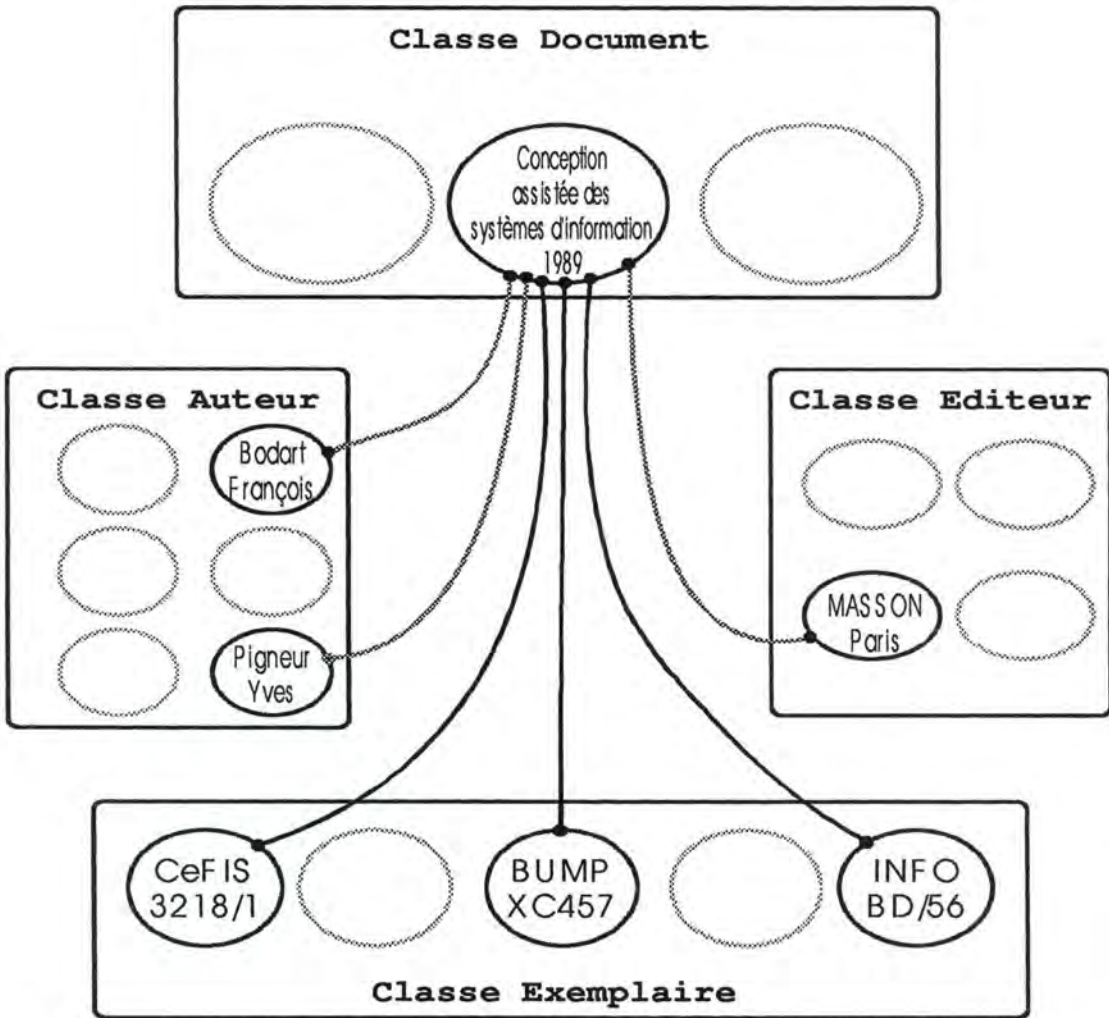 Classe Document
Conception
assistée des
systèmes d'information
1989
Classe Auteur
Bodart
François
Pigneur
Yves
Classe Editeur
MASSON
Paris
CeFIS
3218/1
BUMP
XC457
INFO
BD/56
Classe Exemplaire